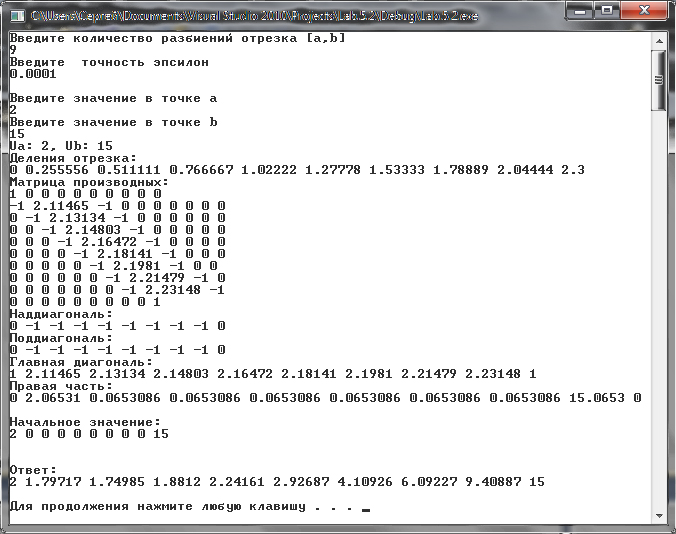 C:\Users\Сергей\Documents\Visual Studio 2010\Projects\Lab.5.2\Debug\Lab.5.2.exe
Введите количество разбиений отрезка [a,b]
9
Введите  точность эпсилон
0.0001
Введите значение в точке a
2
Введите значение в точке b
15
Ua: 2, Ub: 15
Деления отрезка:
0 0.255556 0.511111 0.766667 1.02222 1.27778 1.53333 1.78889 2.04444 2.3
Матрица производных:
1 0 0 0 0 0 0 0 0 0
-1 2.11465 -1 0 0 0 0 0 0 0
0 -1 2.13134 -1 0 0 0 0 0 0
0 0 -1 2.14803 -1 0 0 0 0 0
0 0 0 -1 2.16472 -1 0 0 0 0
0 0 0 0 -1 2.18141 -1 0 0 0
0 0 0 0 0 -1 2.1981 -1 0 0
0 0 0 0 0 0 -1 2.21479 -1 0
0 0 0 0 0 0 0 -1 2.23148 -1
0 0 0 0 0 0 0 0 0 1
Наддиагональ:
0 -1 -1 -1 -1 -1 -1 -1 -1 0
Поддиагональ:
0 -1 -1 -1 -1 -1 -1 -1 -1 0
Главная диагональ:
1 2.11465 2.13134 2.14803 2.16472 2.18141 2.1981 2.21479 2.23148 1
Правая часть:
0 2.06531 0.0653086 0.0653086 0.0653086 0.0653086 0.0653086 0.0653086 15.0653 0
Начальное значение:
2 0 0 0 0 0 0 0 0 15
Ответ:
2 1.79717 1.74985 1.8812 2.24161 2.92687 4.10926 6.09227 9.40887 15
Для продолжения нажмите любую клавишу . . .